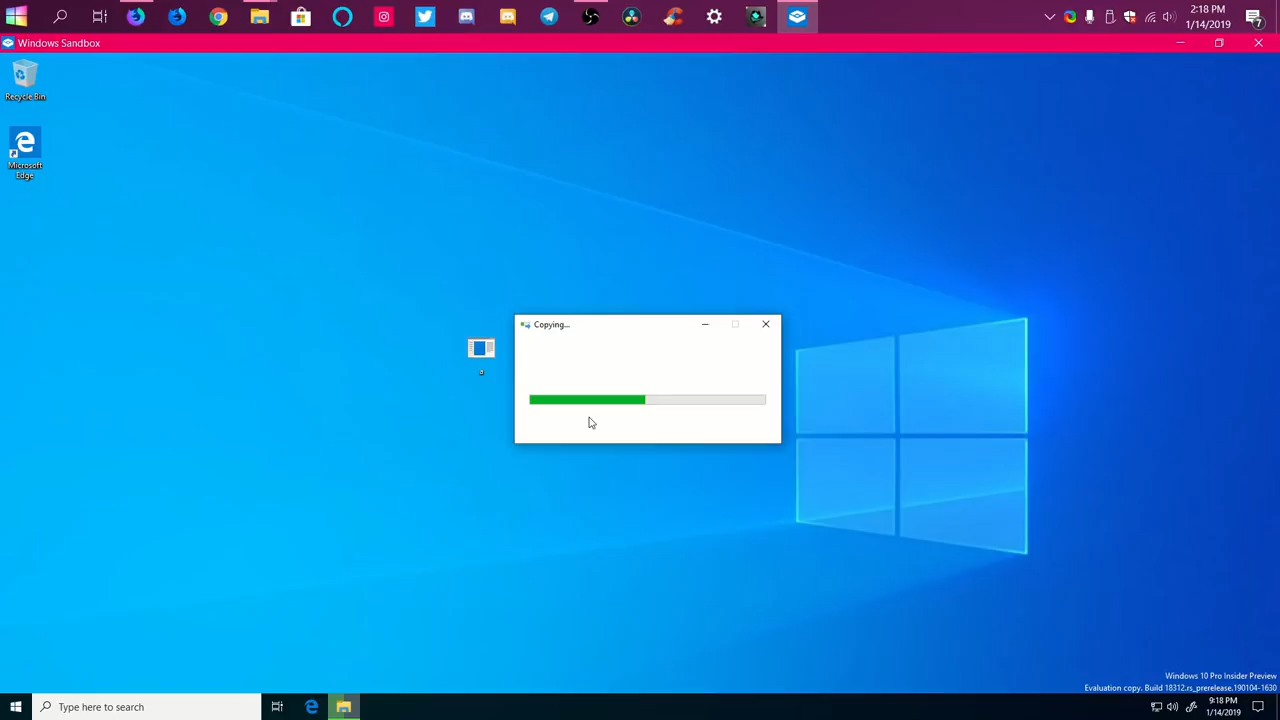 2:18 PM
1/14/2019
7
Windows Sandbox
Recycle Bin
Microsoft
Edge
Copying...
a
Windows 10 Pro Insider Preview
Evaluation copy. Build 18312.rs_prerelease.190104-1630
Type here to search
9:18 PM
1/14/2019